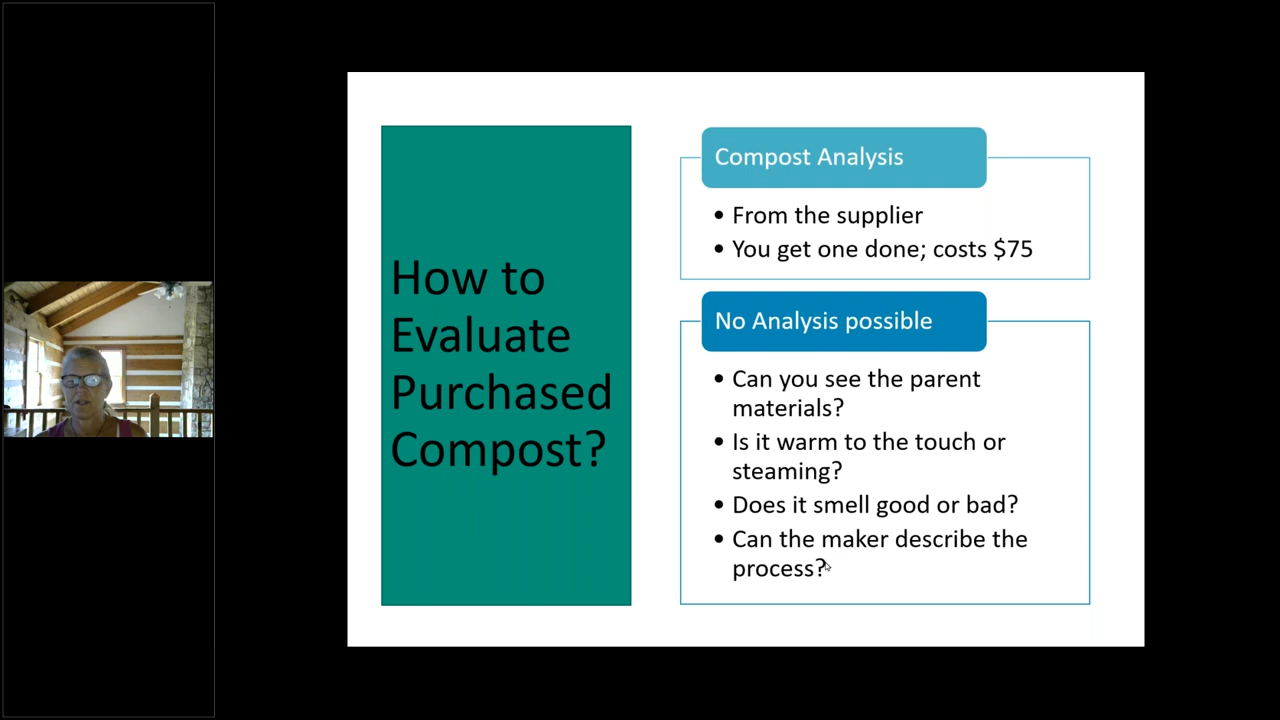 How to
Evaluate
Purchased
Compost?
Compost Analysis
• From the supplier
• You get one done; costs $75
No Analysis possible
• Can you see the parent
materials?
• Is it warm to the touch or
steaming?
• Does it smell good or bad?
• Can the maker describe the
process?